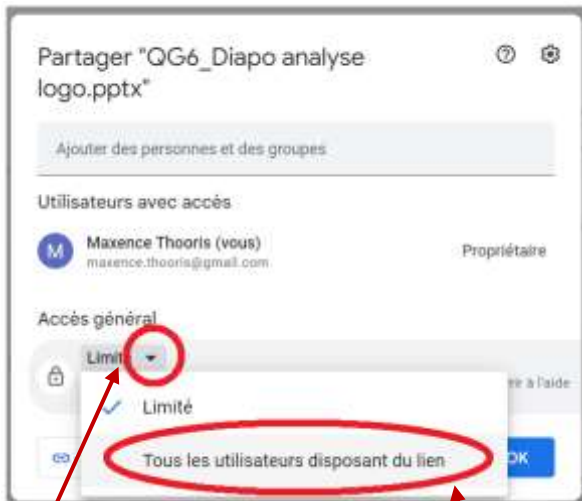 Partager "QG6_Diapo analyse
logo.pptx"
Ajouter des personnes et des groupes
Utilisateurs avec accès
M
Maxence Thooris (vous)
maxence.thooris@gmail.com
Propriétaire
Accès général
Limité
à l'aide
Limité
Tous les utilisateurs disposant du lien
OK